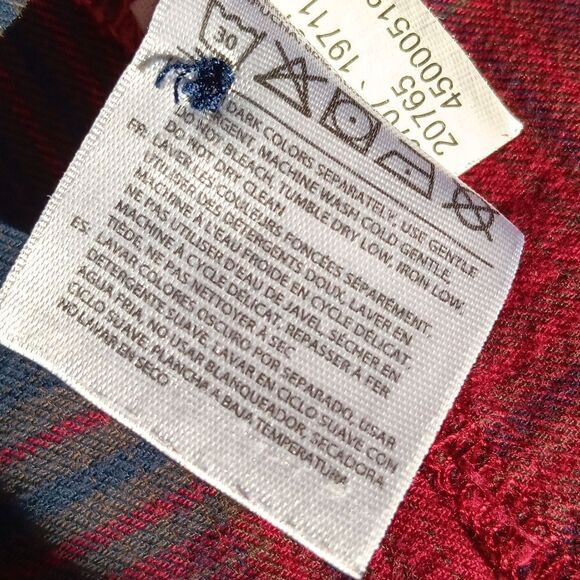 19711
20765
45000519
30
DARK COLORS SEPARATELY, USE GENTLE
RGENT, MACHINE WASH COLD GENTLE,
DO NOT BLEACH, TUMBLE DRY LOW, IRON LOW,
DO NOT DRY CLEAN
FR: LAVER LES COULEURS FONCÉES SÉPARÉMENT.
UTILISER DES DÉTERGENTS DOUX, LAVER EN
MACHINE À L'EAU FROIDE EN CYCLE DÉLICAT,
NE PAS UTILISER D'EAU DE JAVEL, SÉCHER EN
MACHINE À CYCLE DÉLICAT, REPASSER À FER
TIÈDE, NE PAS NETTOYER À SEC
ES: LAVAR COLORES OSCURO POR SEPARADO, USAR
DETERGENTE SUAVE, LAVAR EN CICLO SUAVE CON
AGUA FRIA, NO USAR BLANQUEADOR, SECADORA
CICLO SUAVE, PLANCHA A BAJA TEMPERATURA
NO LAVAR EN SECO